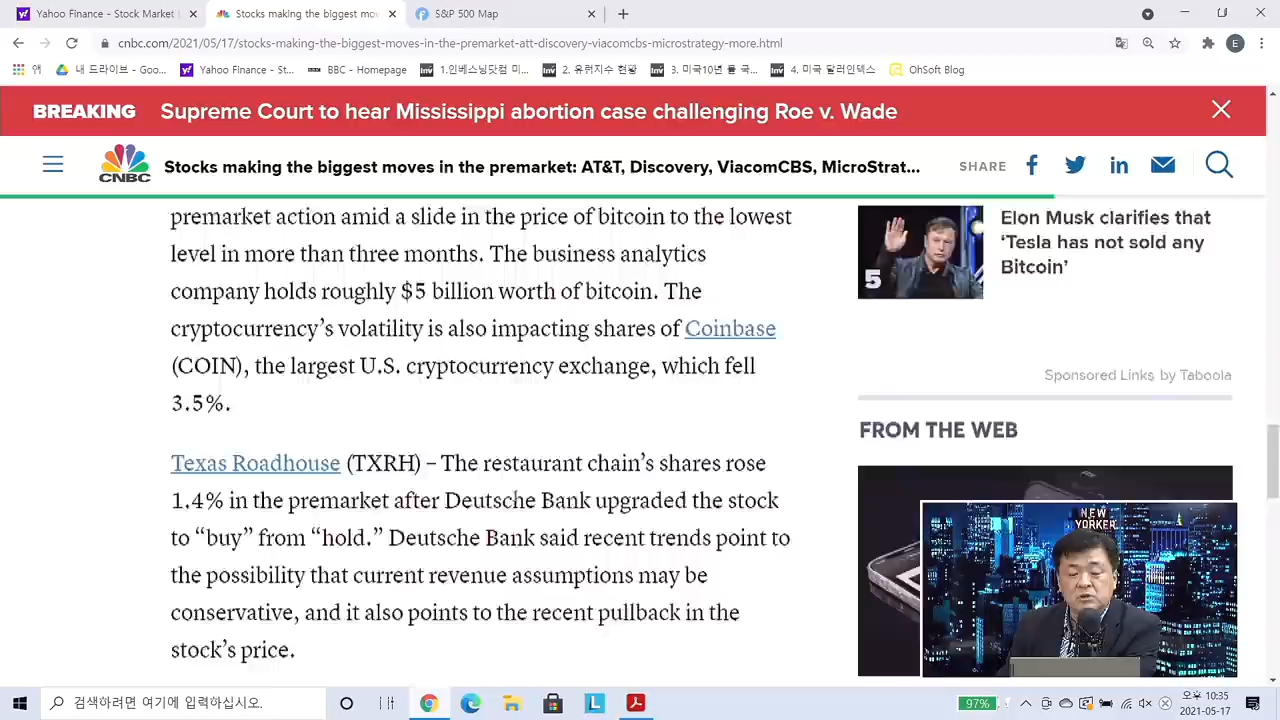 Yahoo Finance - Stock Market
Stocks making the biggest mov
S&P 500 Map
cnbc.com/2021/05/17/stocks-making-the-biggest-moves-in-the-premarket-att-discovery-viacomcbs-microstrategy-more.html
E
앱
내 드라이브 - Goo...
Yahoo Finance - St...
BBC - Homepage
1.인베스닝닷컴 미...
2. 유런지수 현황
3. 미국10년 물 국...
4. 미국 달러인덱스
OhSoft Blog
BREAKING Supreme Court to hear Mississippi abortion case challenging Roe v. Wade
CNBC
Stocks making the biggest moves in the premarket: AT&T, Discovery, ViacomCBS, MicroStrat...
SHARE
premarket action amid a slide in the price of bitcoin to the lowest
level in more than three months. The business analytics
company holds roughly $5 billion worth of bitcoin. The
cryptocurrency's volatility is also impacting shares of Coinbase
(COIN), the largest U.S. cryptocurrency exchange, which fell
3.5%.
Texas Roadhouse (TXRH) – The restaurant chain's shares rose
1.4% in the premarket after Deutsche Bank upgraded the stock
to “buy” from “hold.” Deutsche Bank said recent trends point to
the possibility that current revenue assumptions may be
conservative, and it also points to the recent pullback in the
stock's price.
5
Elon Musk clarifies that
‘Tesla has not sold any
Bitcoin’
Sponsored Links by Taboola
FROM THE WEB
NEW
YORKER
검색하려면 여기에 입력하십시오.
97%
오후 10:35
2021-05-17